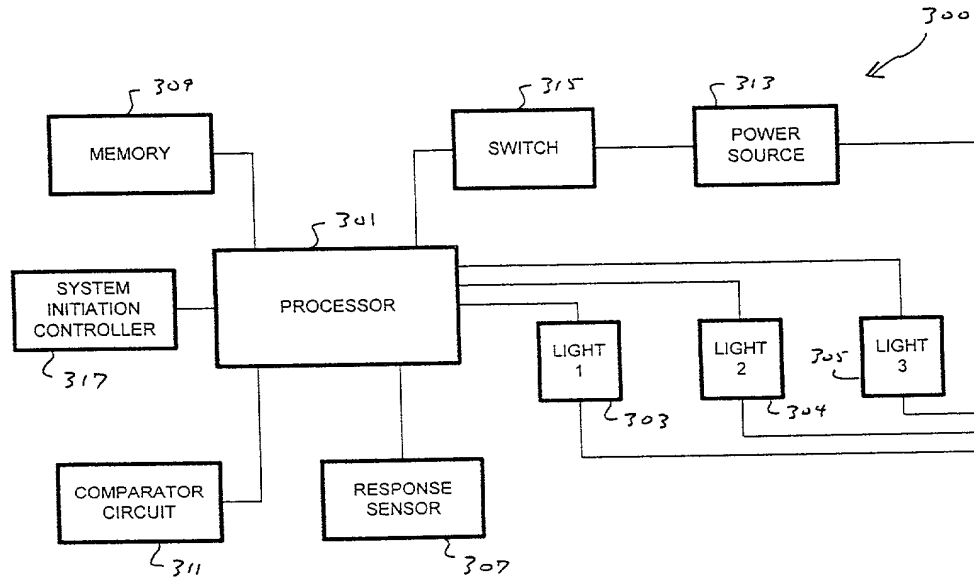 300
309
315
313
MEMORY
SWITCH
POWER
SOURCE
301
SYSTEM
INITIATION
CONTROLLER
PROCESSOR
317
LIGHT
1
LIGHT
2
305
LIGHT
3
303
304
COMPARATOR
CIRCUIT
RESPONSE
SENSOR
311
307